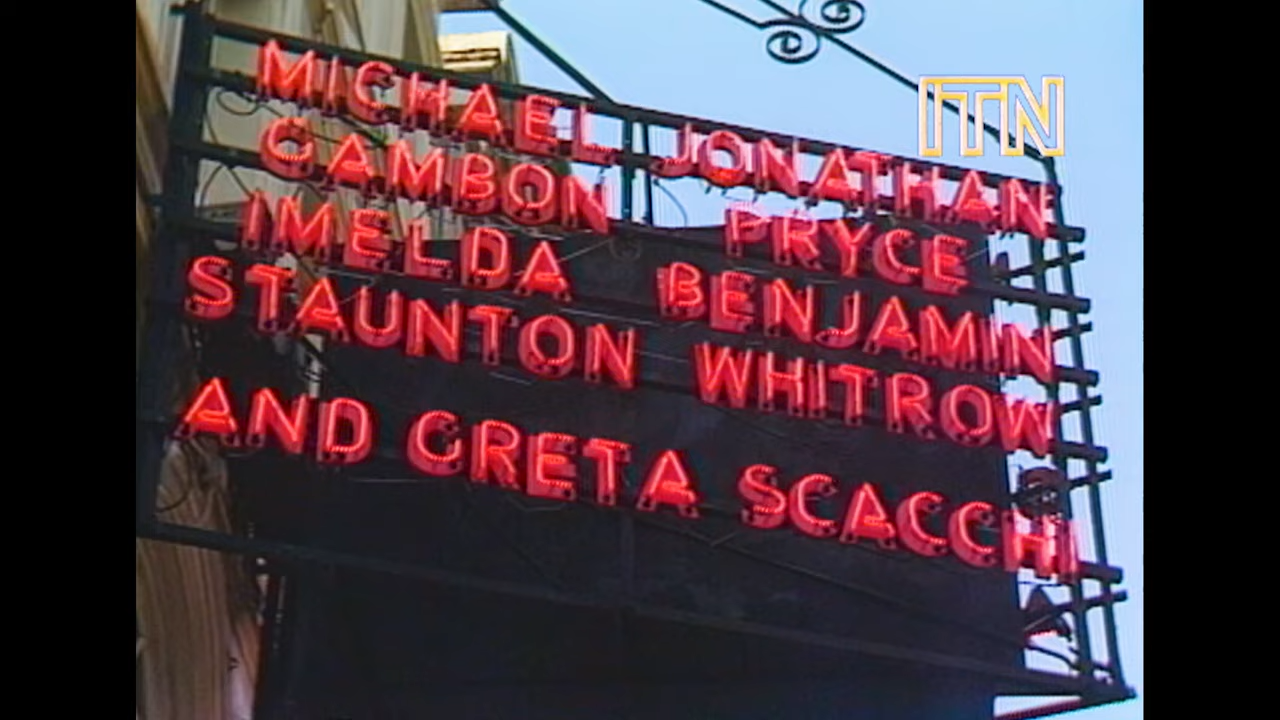 ITN
MICHAEL JONATHAN
GAMBON PRYCE
IMELDA BENJAMIN
STAUNTON WHITROW
AND GRETA SCACCHI